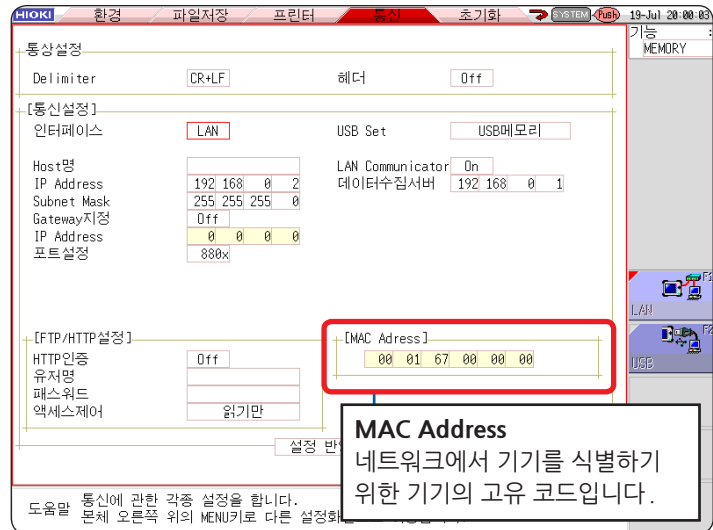 HIOKI 환경 파일저장 프린터 통신 초기화 SYSTEM Push 19-Jul 20:00:03
기능 :
MEMORY
통상설정
Delimiter CR+LF 헤더 Off
[통신설정]
인터페이스 LAN USB Set USB메모리
Host명 LAN Communicator On
IP Address 192 168 0 2 데이터수집서버 192 168 0 1
Subnet Mask 255 255 255 0
Gateway지정 Off
IP Address 0 0 0 0
포트설정 880x
F1
LAN
F2
USB
[FTP/HTTP설정] [MAC Adress]
HTTP인증 Off 00 01 67 00 00 00
유저명
패스워드
액세스제어 읽기만
설정
MAC Address
네트워크에서 기기를 식별하기
위한 기기의 고유 코드입니다.
도움말 통신에 관한 각종 설정을 합니다.
본체 오른쪽 위의 MENU키로 다른